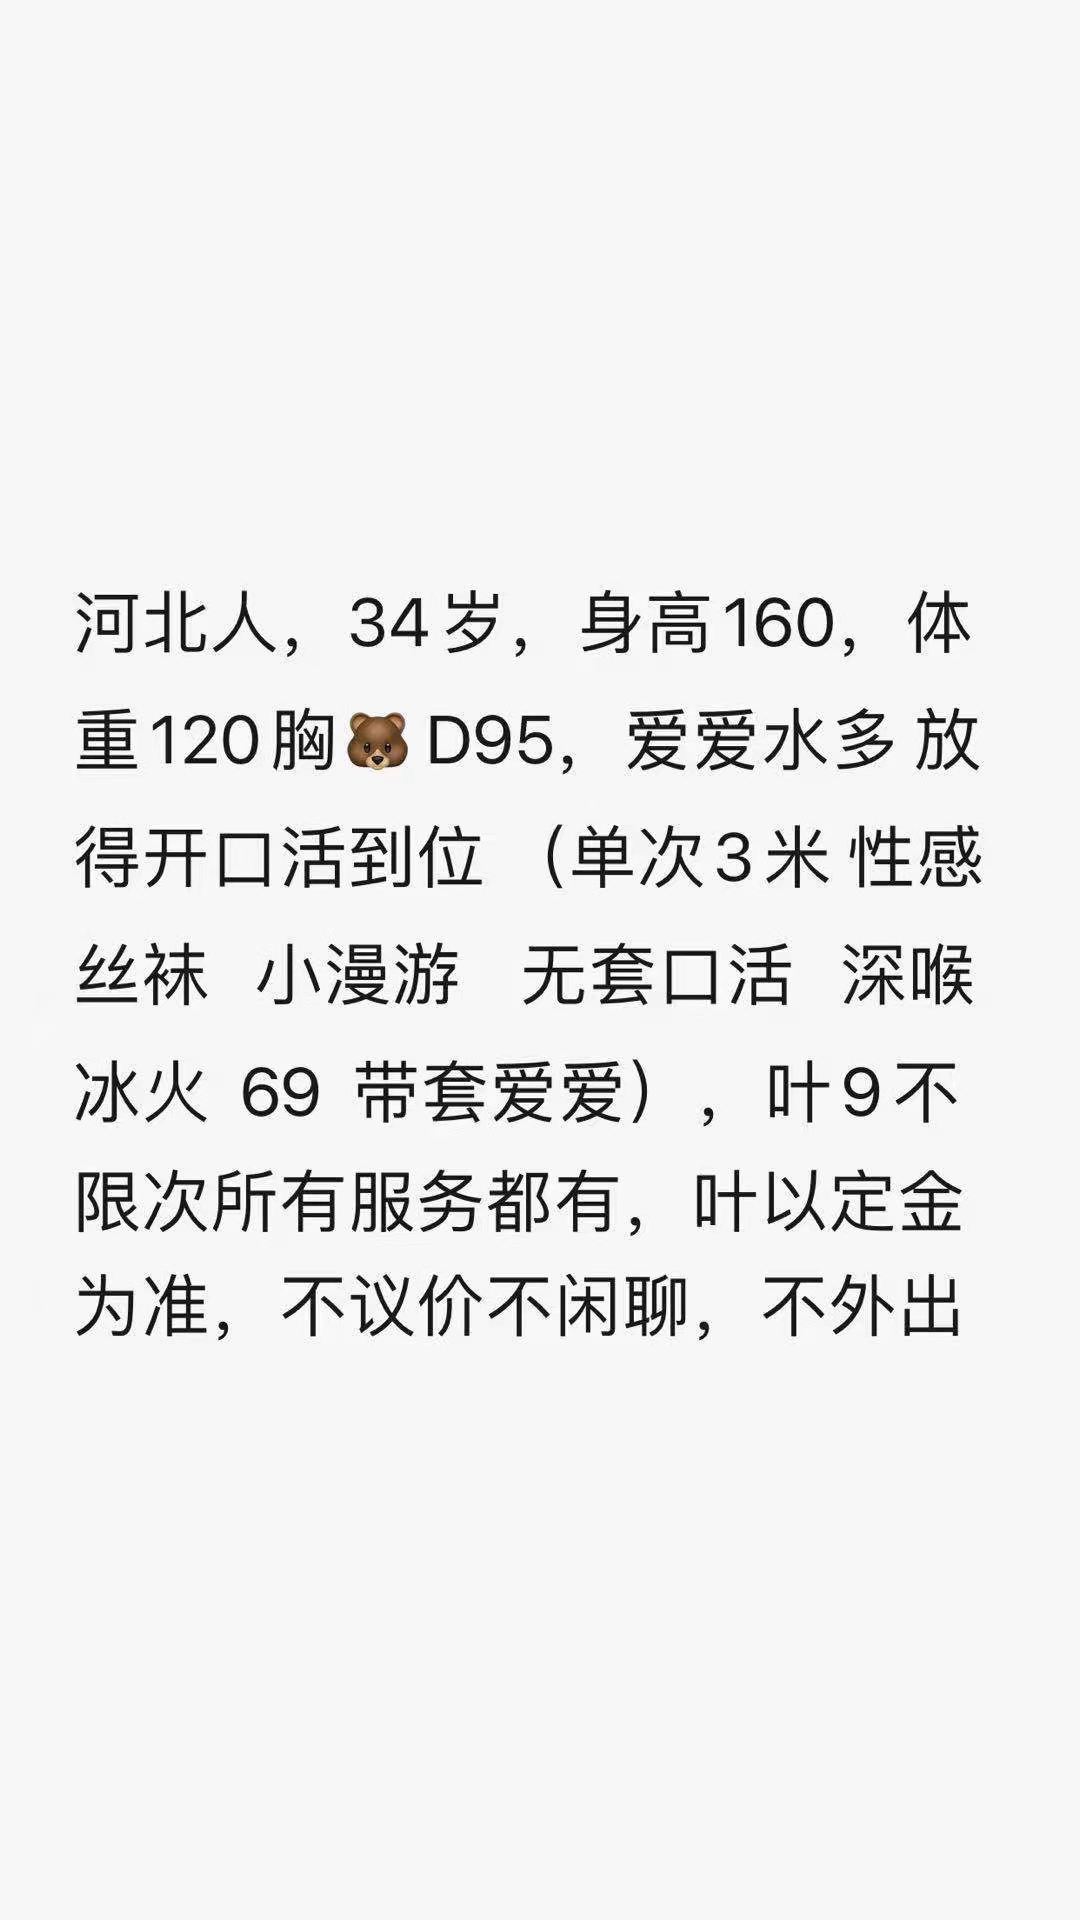 河北人，34岁，身高160，体
重120胸🐻D95，爱爱水多 放
得开口活到位 （单次3米 性感
丝袜 小漫游 无套口活 深喉
冰火 69 带套爱爱），叶9不
限次所有服务都有，叶以定金
为准，不议价不闲聊，不外出